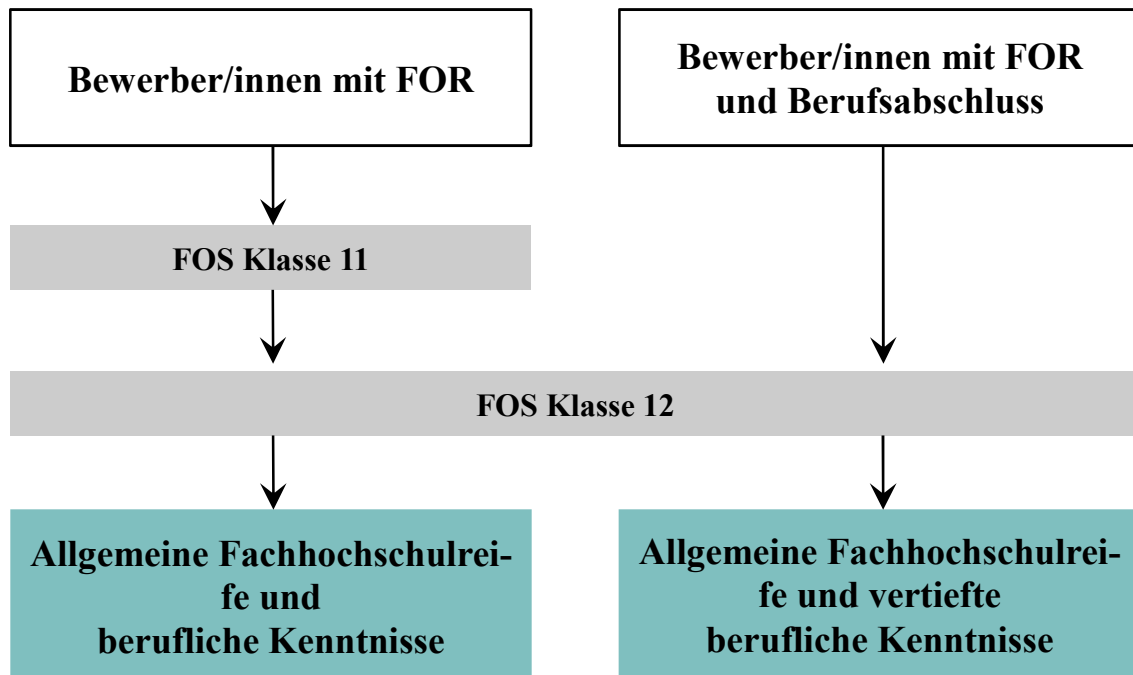 Bewerber/innen mit FOR
Bewerber/innen mit FOR
und Berufsabschluss
FOS Klasse 11
FOS Klasse 12
Allgemeine Fachhochschulrei-
fe und
berufliche Kenntnisse
Allgemeine Fachhochschulrei-
fe und vertiefte
berufliche Kenntnisse